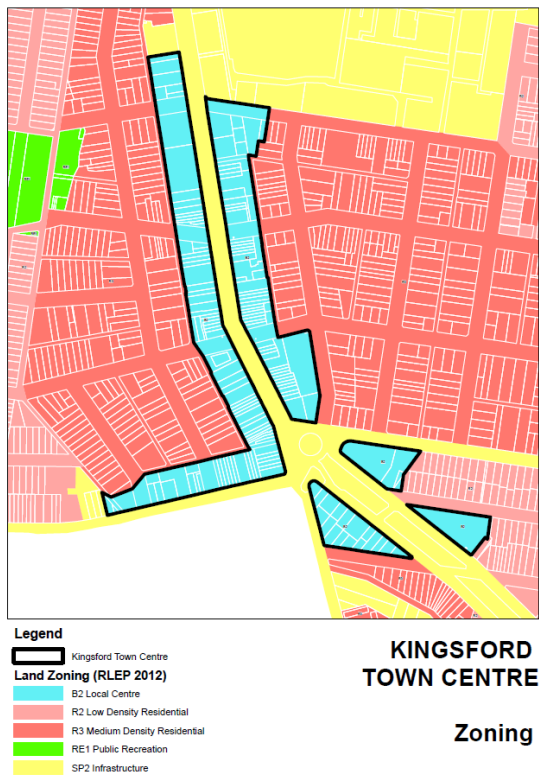 Legend
Kingsford Town Centre
Land Zoning (RLEP 2012)
B2 Local Centre
R2 Low Density Residential
R3 Medium Density Residential
RE1 Public Recreation
SP2 Infrastructure
KINGSFORD
TOWN CENTRE
Zoning